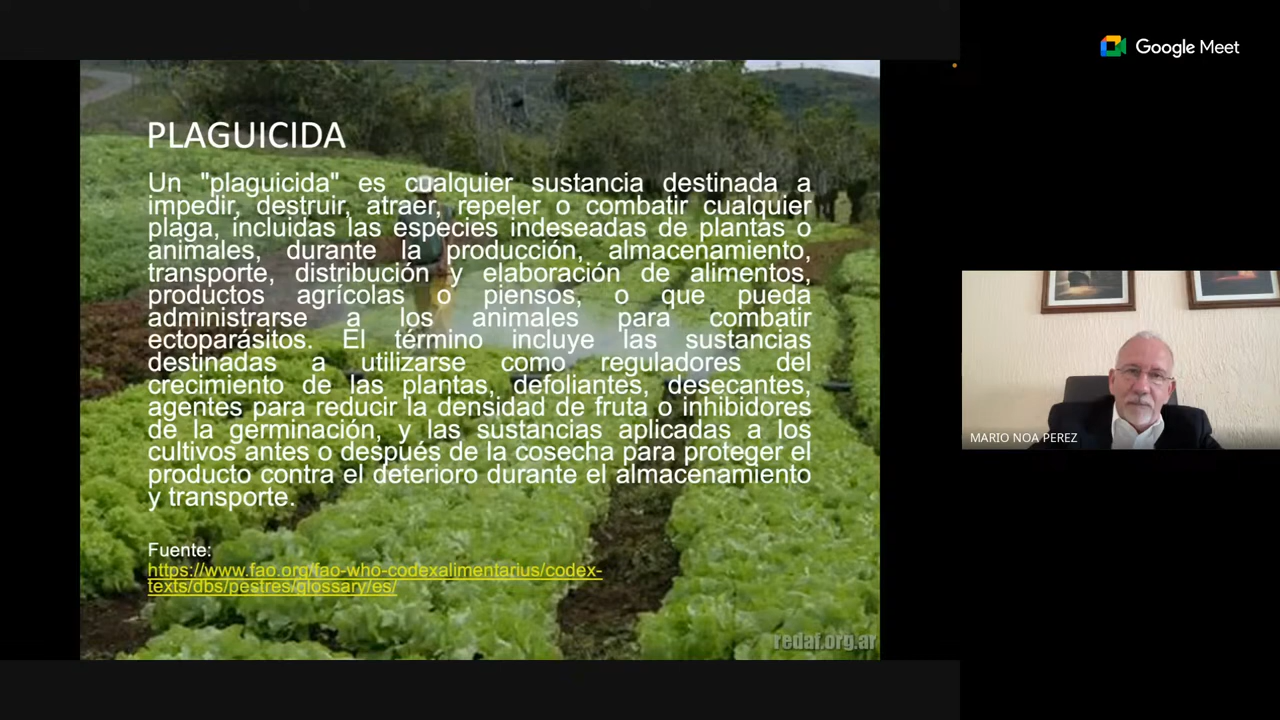 Google Meet
PLAGUICIDA
Un "plaguicida" es cualquier sustancia destinada a
impedir, destruir, atraer, repeler o combatir cualquier
plaga, incluidas las especies indeseadas de plantas o
animales, durante la producción, almacenamiento,
transporte, distribución y elaboración de alimentos,
productos agrícolas o piensos, o que pueda
administrarse a los animales para combatir
ectoparásitos. El término incluye las sustancias
destinadas a utilizarse como reguladores del
crecimiento de las plantas, defoliantes, desecantes,
agentes para reducir la densidad de fruta o inhibidores
de la germinación, y las sustancias aplicadas a los
cultivos antes o después de la cosecha para proteger el
producto contra el deterioro durante el almacenamiento
y transporte.
Fuente:
https://www.fao.org/fao-who-codexalimentarius/codex-
texts/dbs/pestres/glossary/es/
redaf.org.ar
MARIO NOA PEREZ